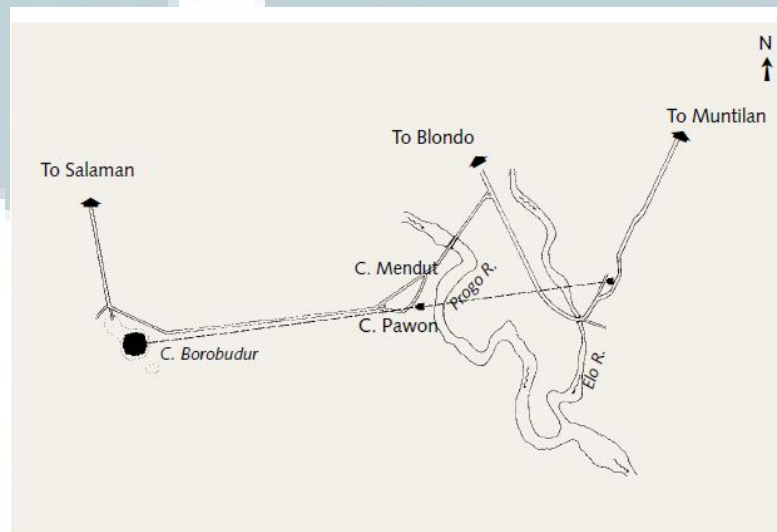 N
To Muntilan
To Blondo
To Salaman
C. Mendut
Progo R.
C. Pawon
C. Borobudur
Elo R.